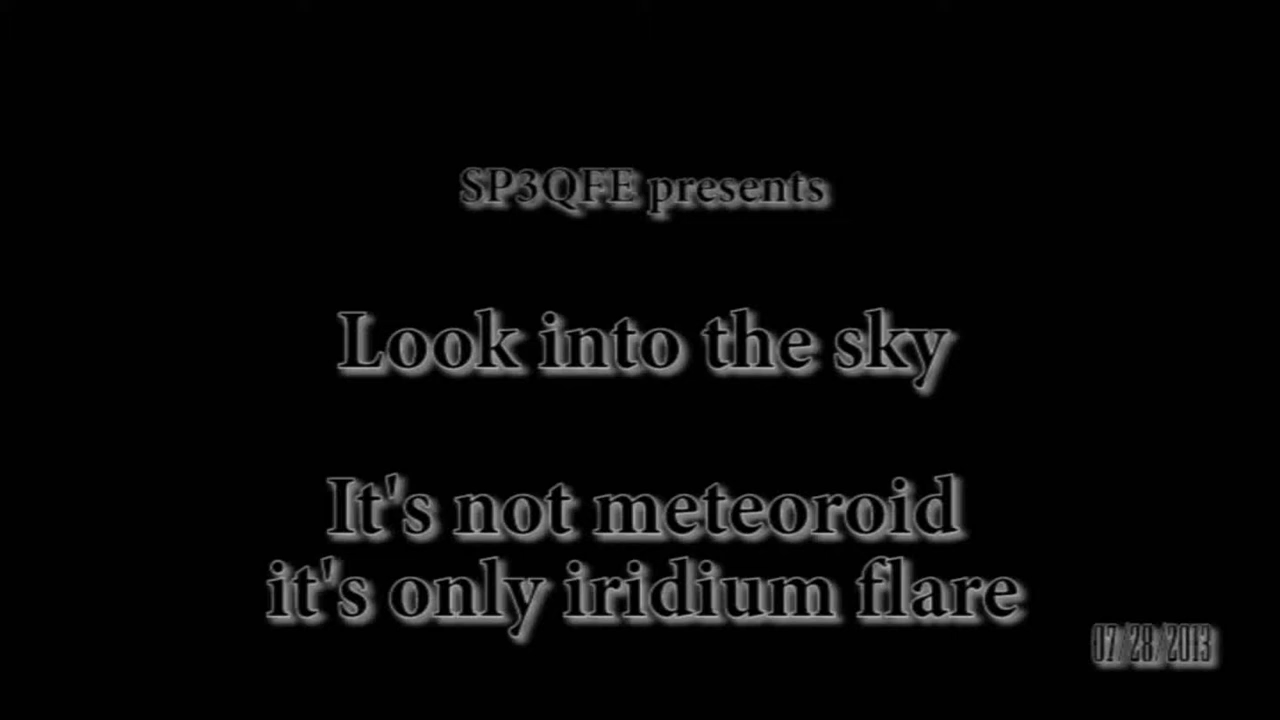 SP3QFE presents
Look into the sky
It's not meteoroid
it's only iridium flare
07/28/2013